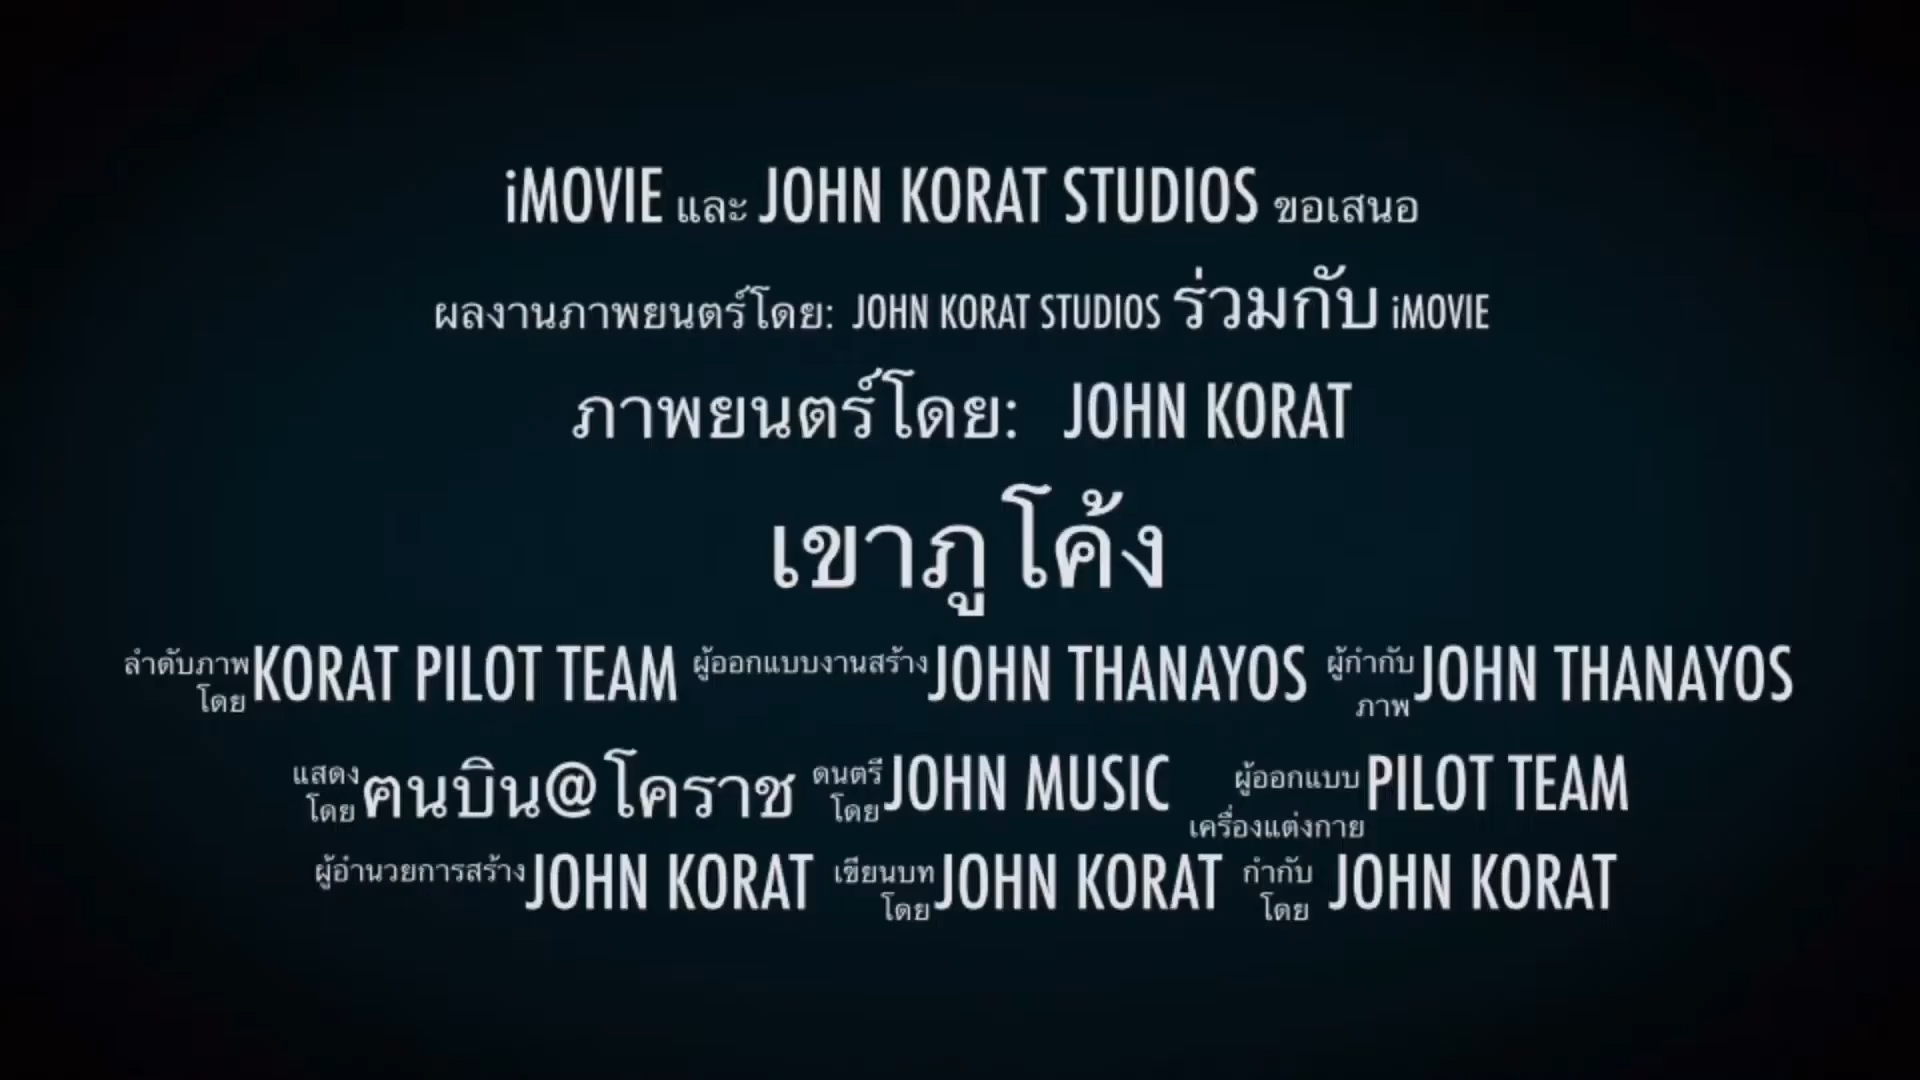 iMOVIE และ JOHN KORAT STUDIOS ขอเสนอ
ผลงานภาพยนตร์โดย: JOHN KORAT STUDIOS ร่วมกับ iMOVIE
ภาพยนตร์โดย: JOHN KORAT
เขาภูโค้ง
ลำดับภาพโดย KORAT PILOT TEAM ผู้ออกแบบงานสร้าง JOHN THANAYOS ผู้กำกับภาพ JOHN THANAYOS
แสดงโดย ฅนบิน@โคราช ดนตรีโดย JOHN MUSIC ผู้ออกแบบเครื่องแต่งกาย PILOT TEAM
ผู้อำนวยการสร้าง JOHN KORAT เขียนบทโดย JOHN KORAT กำกับโดย JOHN KORAT